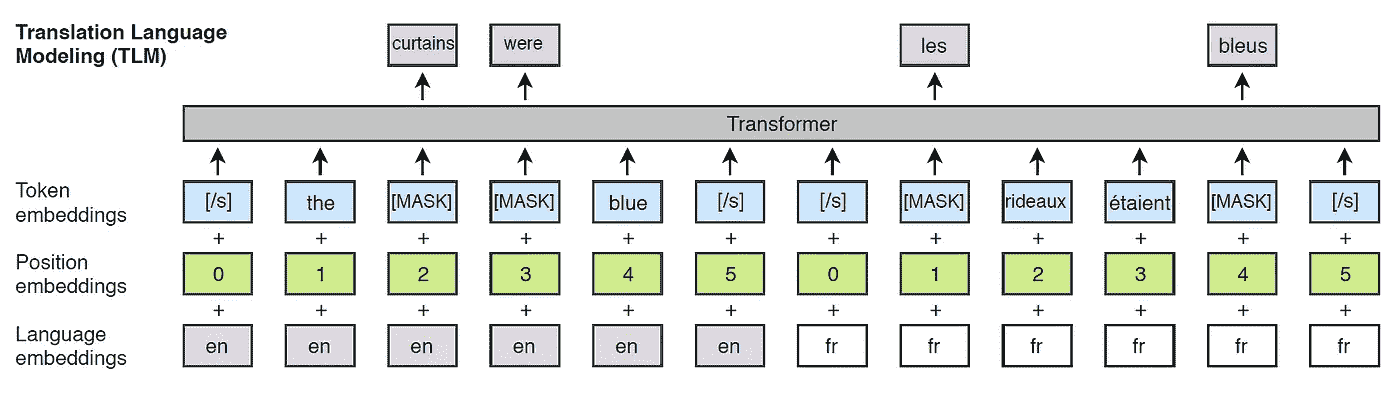 Translation Language
Modeling (TLM)
curtains were les bleus
Transformer
Token
embeddings
[/s] the [MASK] [MASK] blue [/s] [/s] [MASK] rideaux étaient [MASK] [/s]
+ + + + + + + + + + + +
Position
embeddings
0 1 2 3 4 5 0 1 2 3 4 5
+ + + + + + + + + + + +
Language
embeddings
en en en en en en fr fr fr fr fr fr